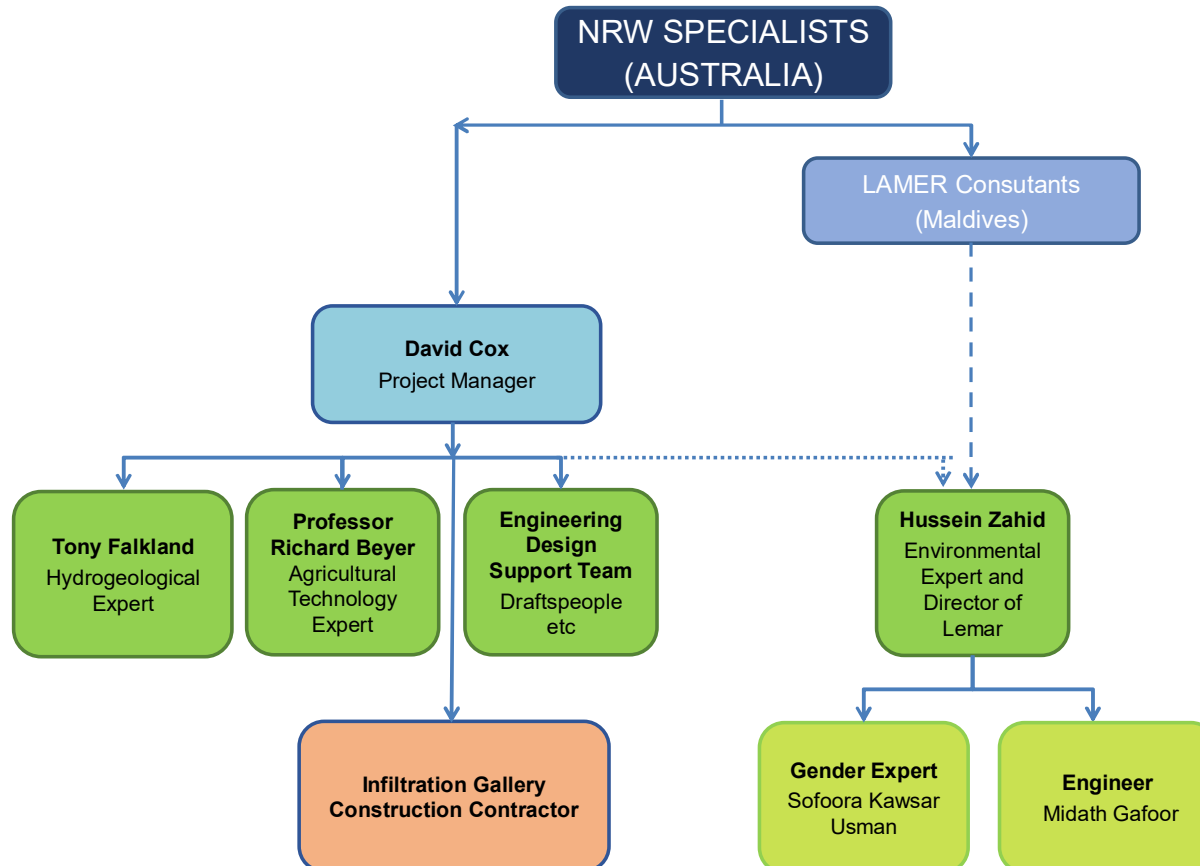 NRW SPECIALISTS
(AUSTRALIA)
LAMER Consutants
(Maldives)
David Cox
Project Manager
Tony Falkland
Hydrogeological
Expert
Professor
Richard Beyer
Agricultural
Technology
Expert
Engineering
Design
Support Team
Draftspeople
etc
Hussein Zahid
Environmental
Expert and
Director of
Lemar
Infiltration Gallery
Construction Contractor
Gender Expert
Sofoora Kawsar
Usman
Engineer
Midath Gafoor